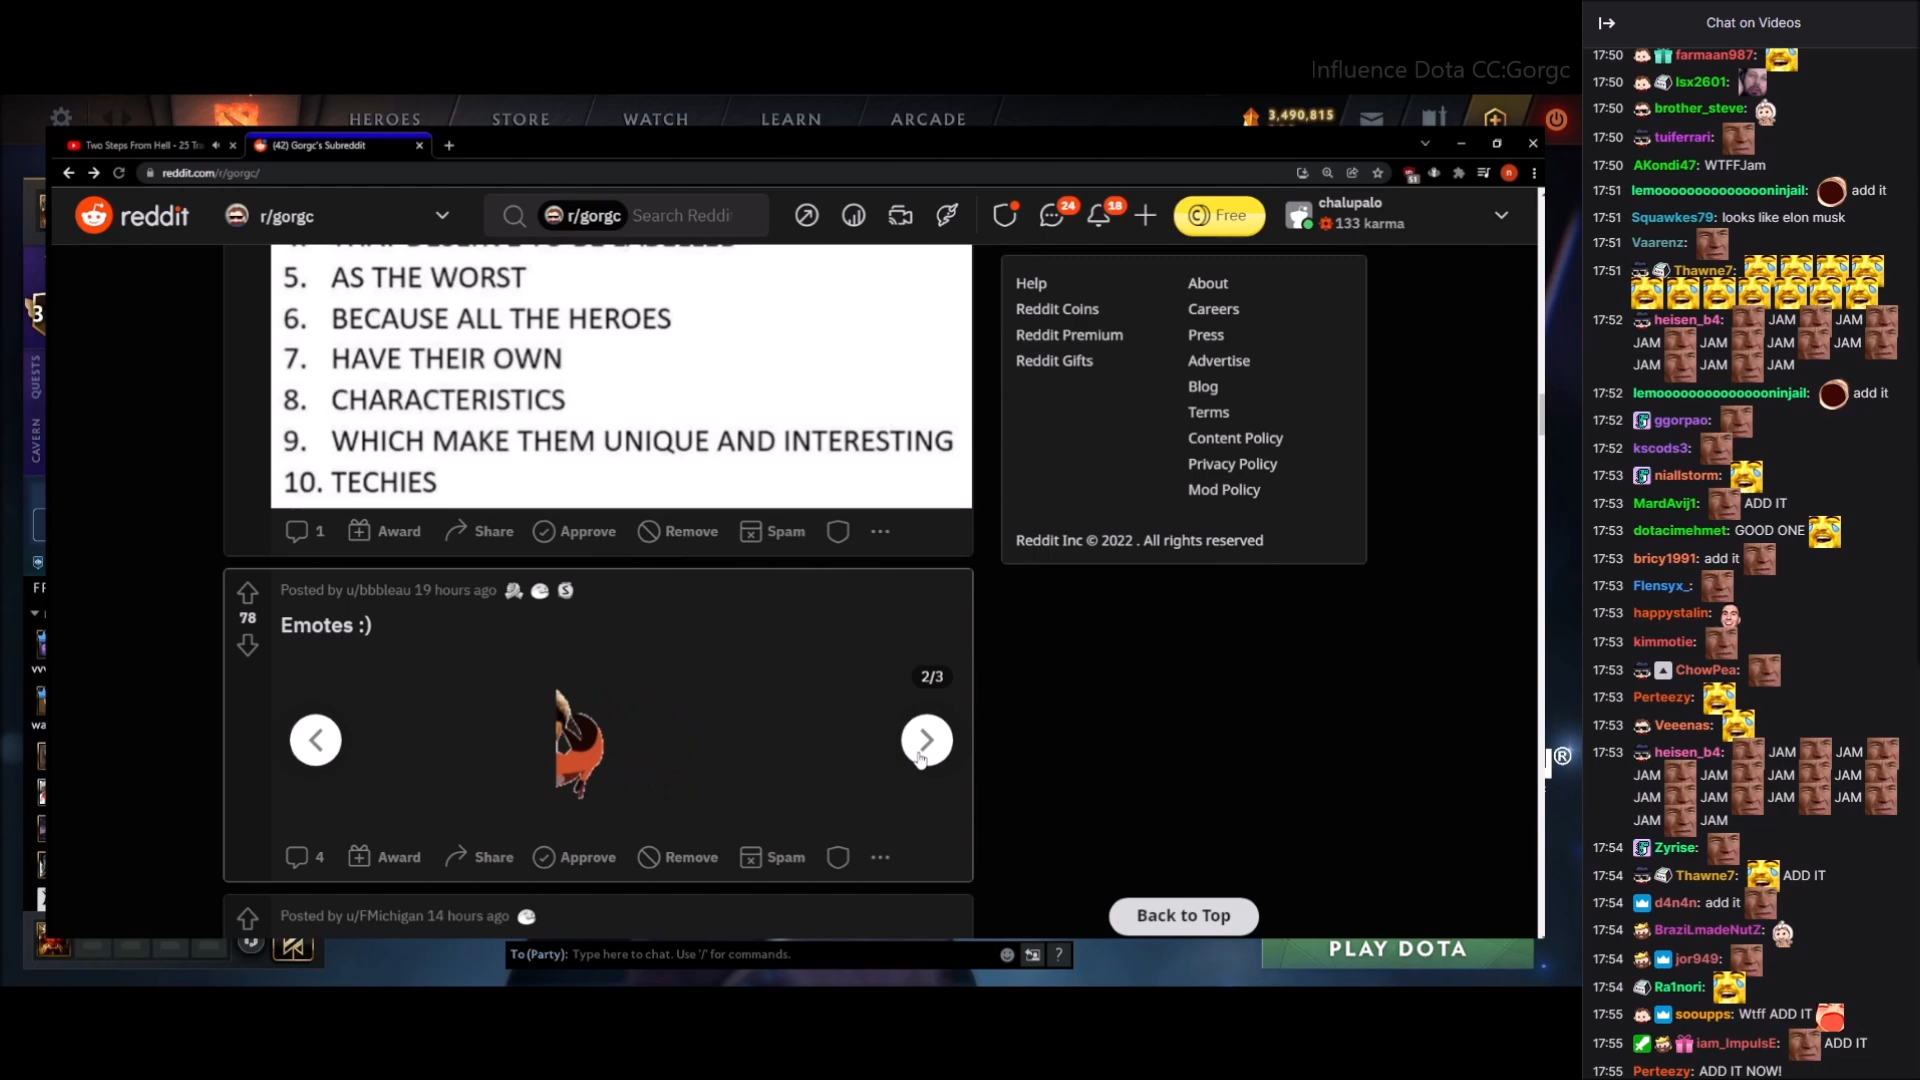 Influence Dota CC:Gorgc
HEROES STORE WATCH LEARN ARCADE
3,490,815
Two Steps From Hell - 25 Tra
(42) Gorgc's Subreddit
reddit.com/r/gorgc/
51
n
reddit
r/gorgc
r/gorgc Search Reddit
24
18
Free
chalupalo
133 karma
5. AS THE WORST
6. BECAUSE ALL THE HEROES
7. HAVE THEIR OWN
8. CHARACTERISTICS
9. WHICH MAKE THEM UNIQUE AND INTERESTING
10. TECHIES
1 Award Share Approve Remove Spam
Posted by u/bbbleau 19 hours ago
78
Emotes :)
2/3
4 Award Share Approve Remove Spam
Posted by u/FMichigan 14 hours ago
Help
About
Reddit Coins
Careers
Reddit Premium
Press
Reddit Gifts
Advertise
Blog
Terms
Content Policy
Privacy Policy
Mod Policy
Reddit Inc © 2022 . All rights reserved
Back to Top
QUESTS
CAVERN
3
®
To (Party): Type here to chat. Use '/' for commands.
?
PLAY DOTA
Chat on Videos
17:50 farmaan987:
17:50 lsx2601:
17:50 brother_steve:
17:50 tuiferrari:
17:50 AKondi47: WTFFJam
17:51 lemoooooooooooooooninjail: add it
17:51 Squawkes79: looks like elon musk
17:51 Vaarenz:
17:51 Thawne7:
17:52 heisen_b4: JAM JAM
JAM JAM JAM JAM
JAM JAM JAM
17:52 lemoooooooooooooooninjail: add it
17:52 ggorpao:
17:52 kscods3:
17:53 niallstorm:
17:53 MardAvij1: ADD IT
17:53 dotacimehmet: GOOD ONE
17:53 bricy1991: add it
17:53 Flensyx_:
17:53 happystalin:
17:53 kimmotie:
17:53 ChowPea:
17:53 Perteezy:
17:53 Veeenas:
17:53 heisen_b4: JAM JAM
JAM JAM JAM JAM
JAM JAM JAM JAM
JAM JAM
17:54 Zyrise:
17:54 Thawne7: ADD IT
17:54 d4n4n: add it
17:54 BraziLmadeNutZ:
17:54 jor949:
17:54 Ra1nori:
17:55 sooupps: Wtff ADD IT
17:55 iam_ImpulsE: ADD IT
17:55 Perteezy: ADD IT NOW!